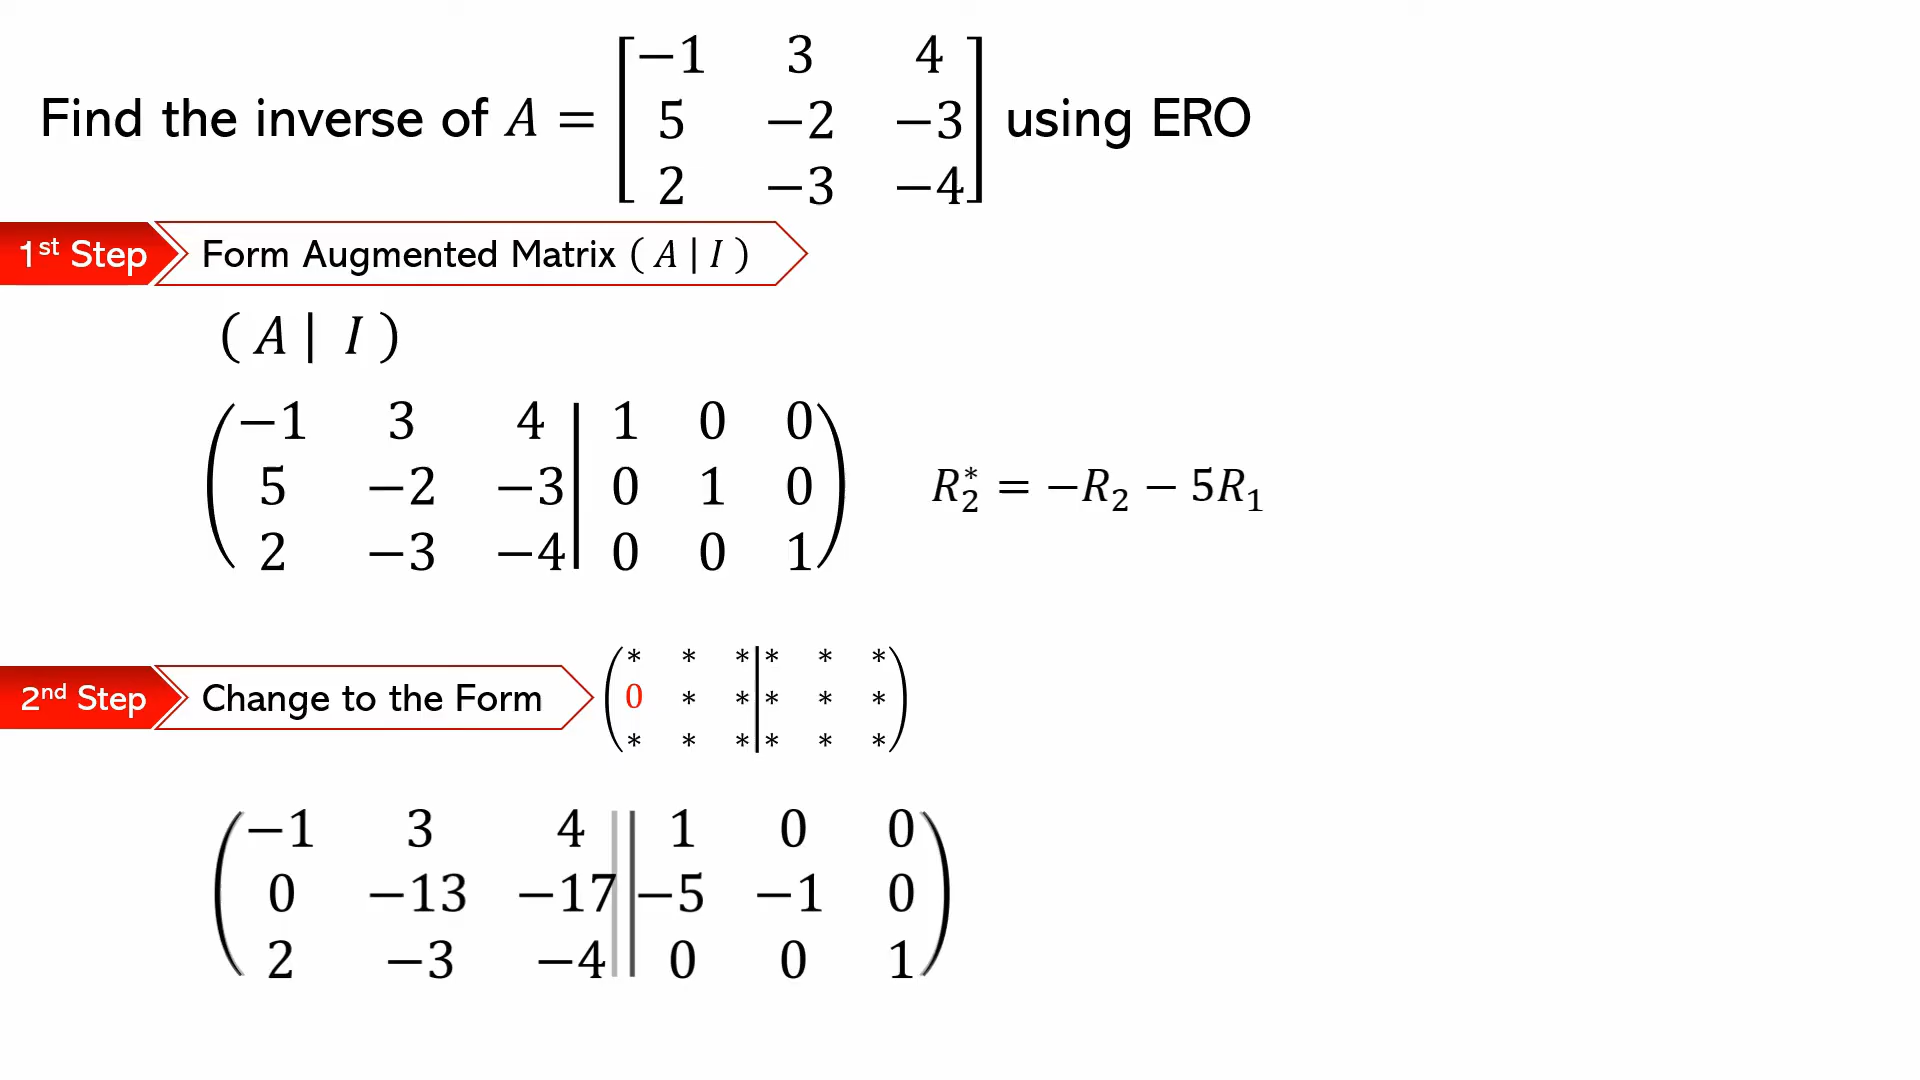 Find the inverse of A = [−1 3 4
5 −2 −3
2 −3 −4] using ERO
1st Step Form Augmented Matrix ( A | I )
( A | I )
(−1 3 4 | 1 0 0
5 −2 −3 | 0 1 0
2 −3 −4 | 0 0 1)
R₂* = −R₂ − 5R₁
2nd Step Change to the Form
(* * * | * * *
0 * * | * * *
* * * | * * *)
(−1 3 4 | 1 0 0
0 −13 −17 | −5 −1 0
2 −3 −4 | 0 0 1)